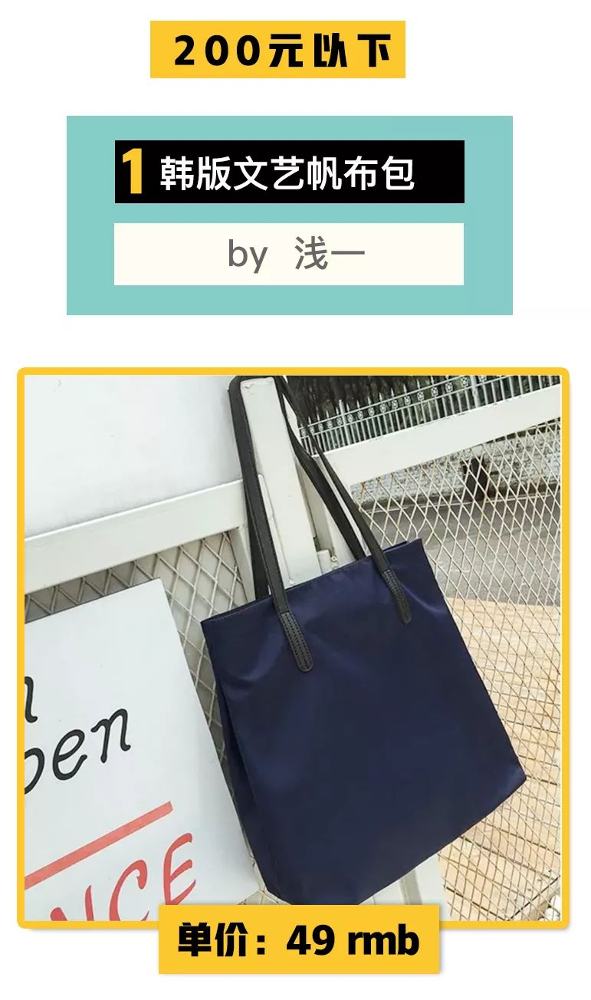 200元以下
1 韩版文艺帆布包
by 浅一
pen
NCE
单价：49 rmb